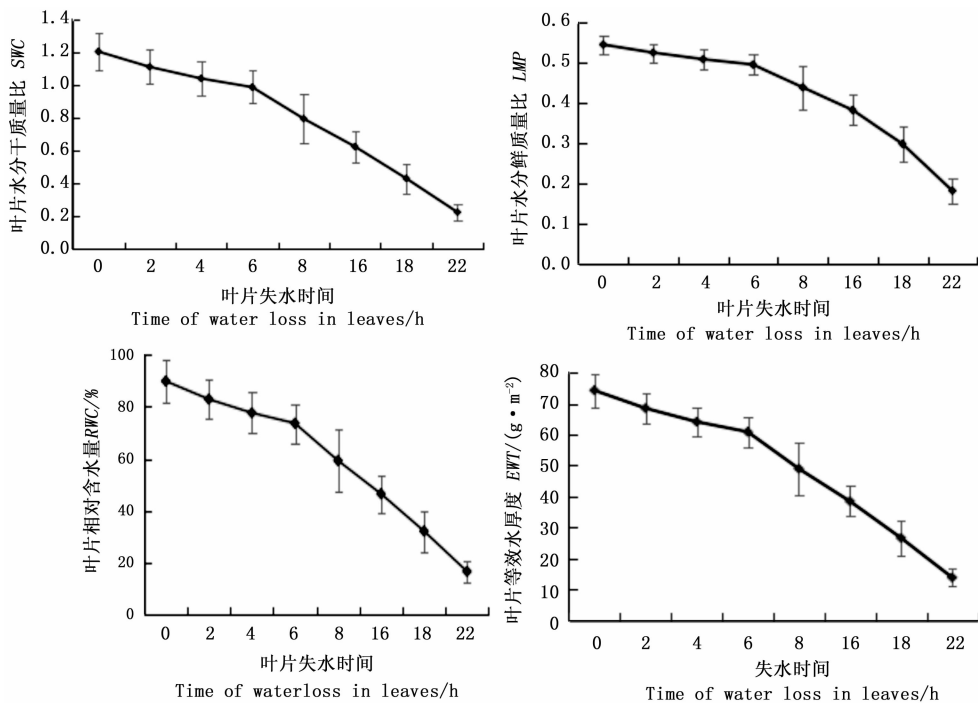 叶片水分干质量比 SWC
1.4
1.2
1.0
0.8
0.6
0.4
0.2
0.0
0 2 4 6 8 16 18 22
叶片失水时间
Time of water loss in leaves/h
叶片水分鲜质量比 LMP
0.6
0.5
0.4
0.3
0.2
0.1
0.0
0 2 4 6 8 16 18 22
叶片失水时间
Time of water loss in leaves/h
叶片相对含水量RWC/%
100
80
60
40
20
0
0 2 4 6 8 16 18 22
叶片失水时间
Time of waterloss in leaves/h
叶片等效水厚度 EWT/(g·m⁻²)
80
70
60
50
40
30
20
10
0
0 2 4 6 8 16 18 22
失水时间
Time of water loss in leaves/h